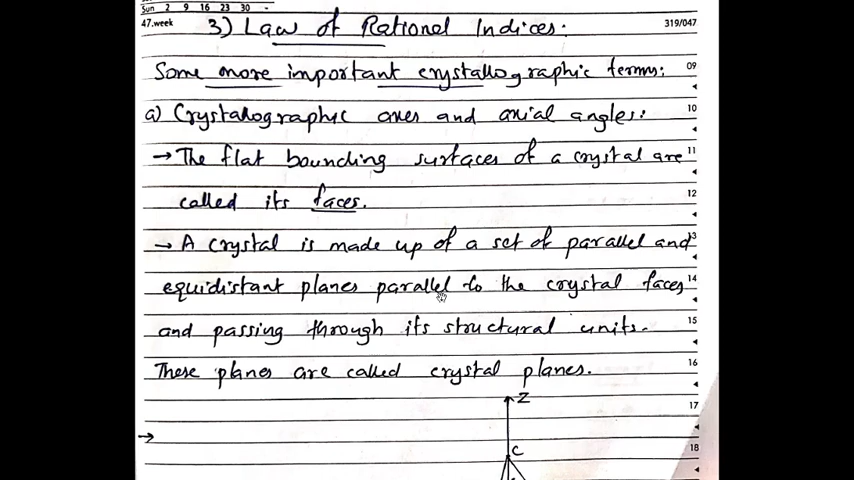 Sun 2 9 16 23 30 -
47.week 319/047
3) Law of Rational Indices:
Some more important crystallographic terms: 09
a) Crystallographic axes and axial angles: 10
→ The flat bounding surfaces of a crystal are 11
called its faces. 12
→ A crystal is made up of a set of parallel and 13
equidistant planes parallel to the crystal faces 14
and passing through its structural units. 15
These planes are called crystal planes. 16
Z
17
→
C 18